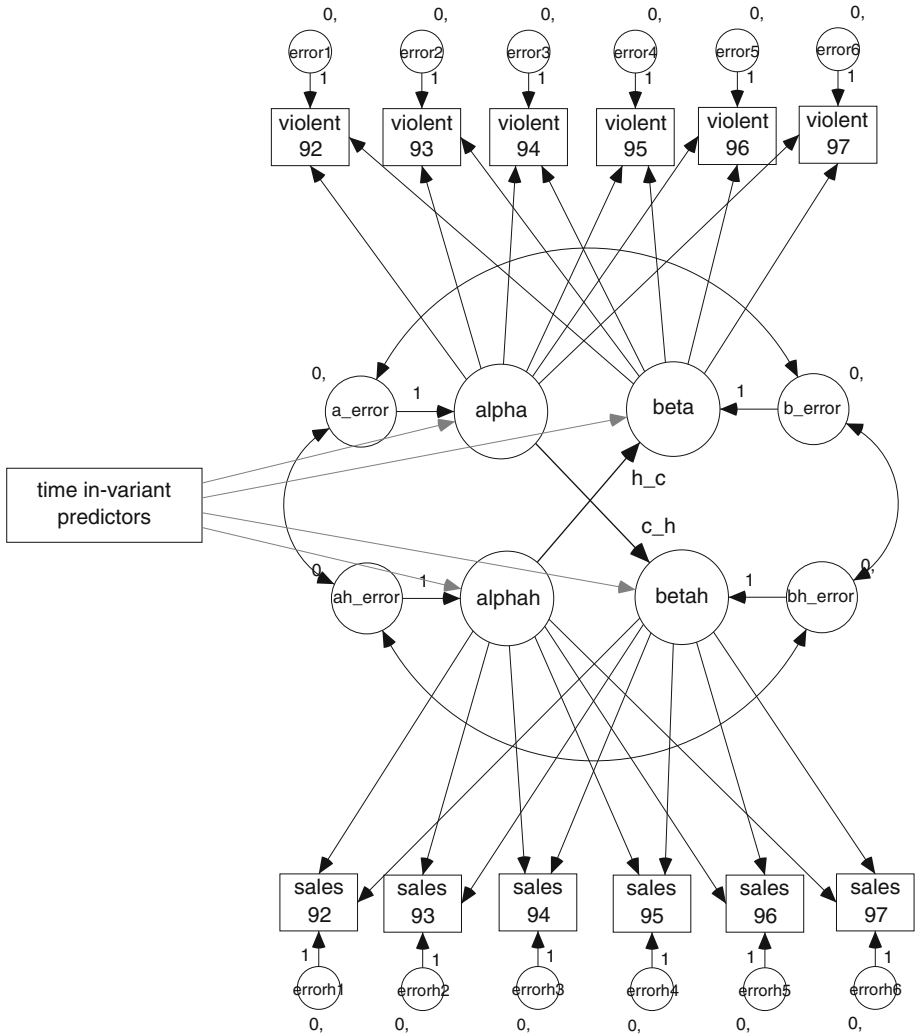 0, 0, 0, 0, 0, 0,
error1 error2 error3 error4 error5 error6
1 1 1 1 1 1
violent violent violent violent violent violent
92 93 94 95 96 97
0, 0,
a_error 1 alpha beta 1 b_error
h_c
time in-variant
predictors
c_h
0, 0,
ah_error 1 alphah betah 1 bh_error
sales sales sales sales sales sales
92 93 94 95 96 97
1 1 1 1 1 1
errorh1 errorh2 errorh3 errorh4 errorh5 errorh6
0, 0, 0, 0, 0, 0,